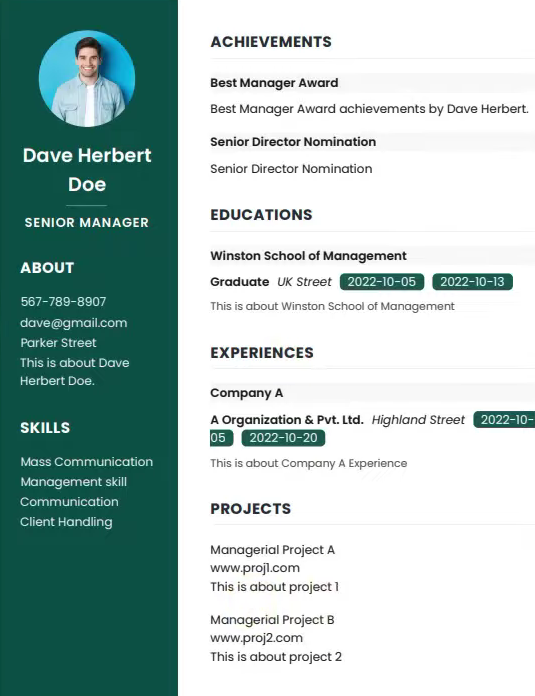 Dave Herbert
Doe
SENIOR MANAGER
ABOUT
567-789-8907
dave@gmail.com
Parker Street
This is about Dave
Herbert Doe.
SKILLS
Mass Communication
Management skill
Communication
Client Handling
ACHIEVEMENTS
Best Manager Award
Best Manager Award achievements by Dave Herbert.
Senior Director Nomination
Senior Director Nomination
EDUCATIONS
Winston School of Management
Graduate UK Street 2022-10-05 2022-10-13
This is about Winston School of Management
EXPERIENCES
Company A
A Organization & Pvt. Ltd. Highland Street 2022-10-
05 2022-10-20
This is about Company A Experience
PROJECTS
Managerial Project A
www.proj1.com
This is about project 1
Managerial Project B
www.proj2.com
This is about project 2